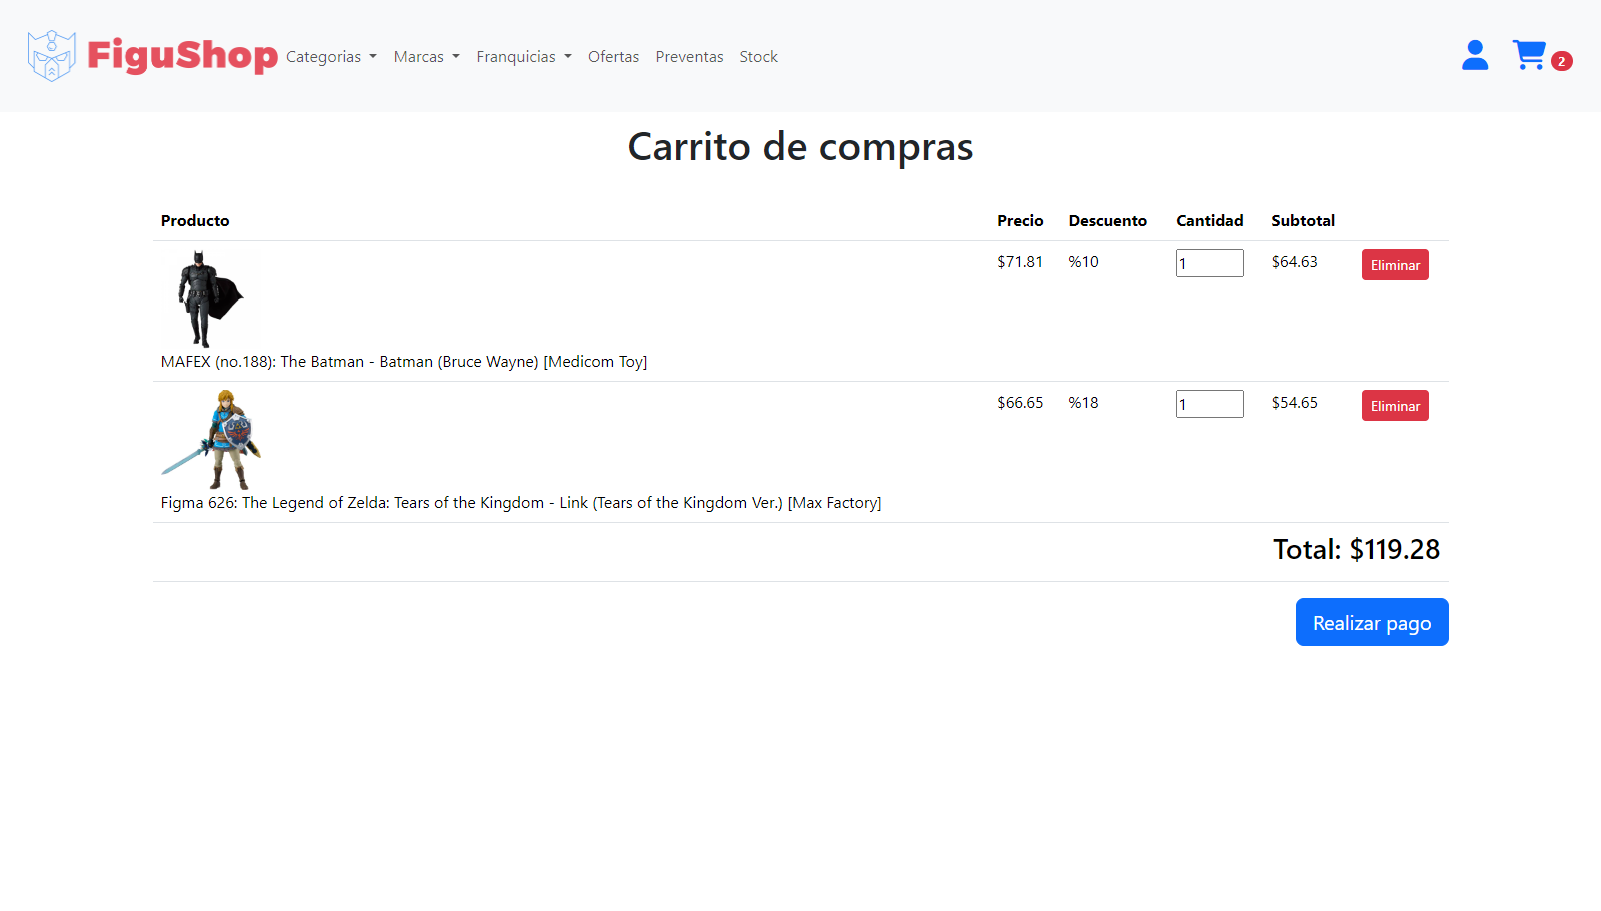 FiguShop Categorias Marcas Franquicias Ofertas Preventas Stock 2
Carrito de compras
Producto Precio Descuento Cantidad Subtotal
$71.81 %10 1 $64.63 Eliminar
MAFEX (no.188): The Batman - Batman (Bruce Wayne) [Medicom Toy]
$66.65 %18 1 $54.65 Eliminar
Figma 626: The Legend of Zelda: Tears of the Kingdom - Link (Tears of the Kingdom Ver.) [Max Factory]
Total: $119.28
Realizar pago